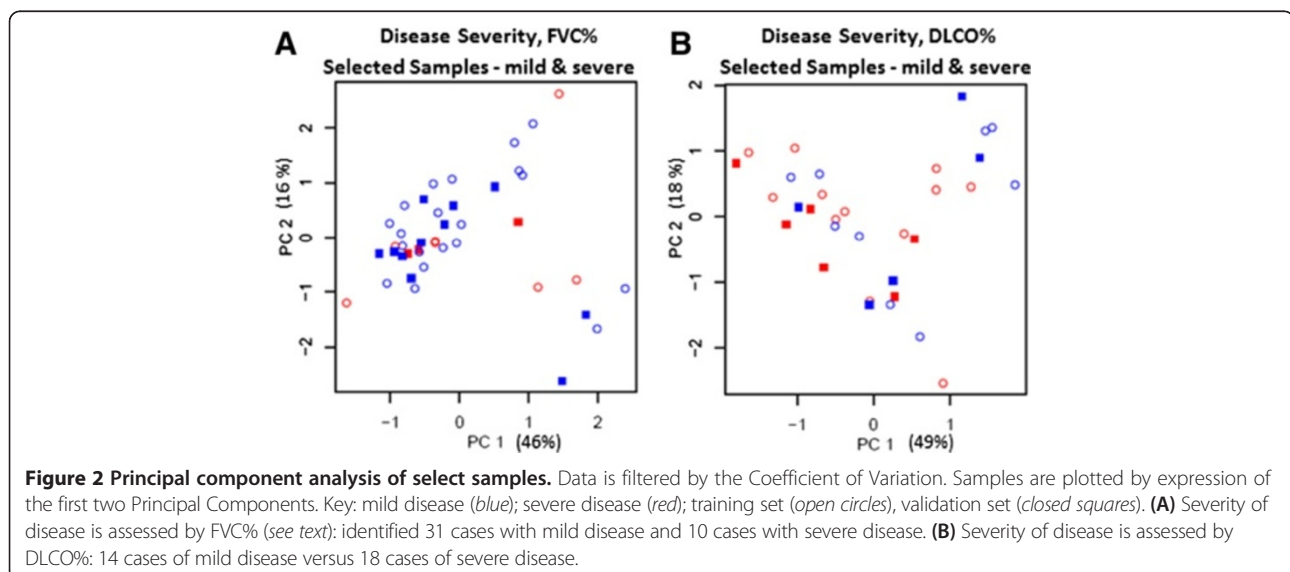 A
Disease Severity, FVC%
Selected Samples - mild & severe
PC 2 (16 %)
2
1
0
-1
-2
-1 0 1 2
PC 1 (46%)
B
Disease Severity, DLCO%
Selected Samples - mild & severe
PC 2 (18 %)
2
1
0
-1
-2
-1 0 1
PC 1 (49%)
Figure 2 Principal component analysis of select samples. Data is filtered by the Coefficient of Variation. Samples are plotted by expression of
the first two Principal Components. Key: mild disease (blue); severe disease (red); training set (open circles), validation set (closed squares). (A) Severity of
disease is assessed by FVC% (see text): identified 31 cases with mild disease and 10 cases with severe disease. (B) Severity of disease is assessed by
DLCO%: 14 cases of mild disease versus 18 cases of severe disease.